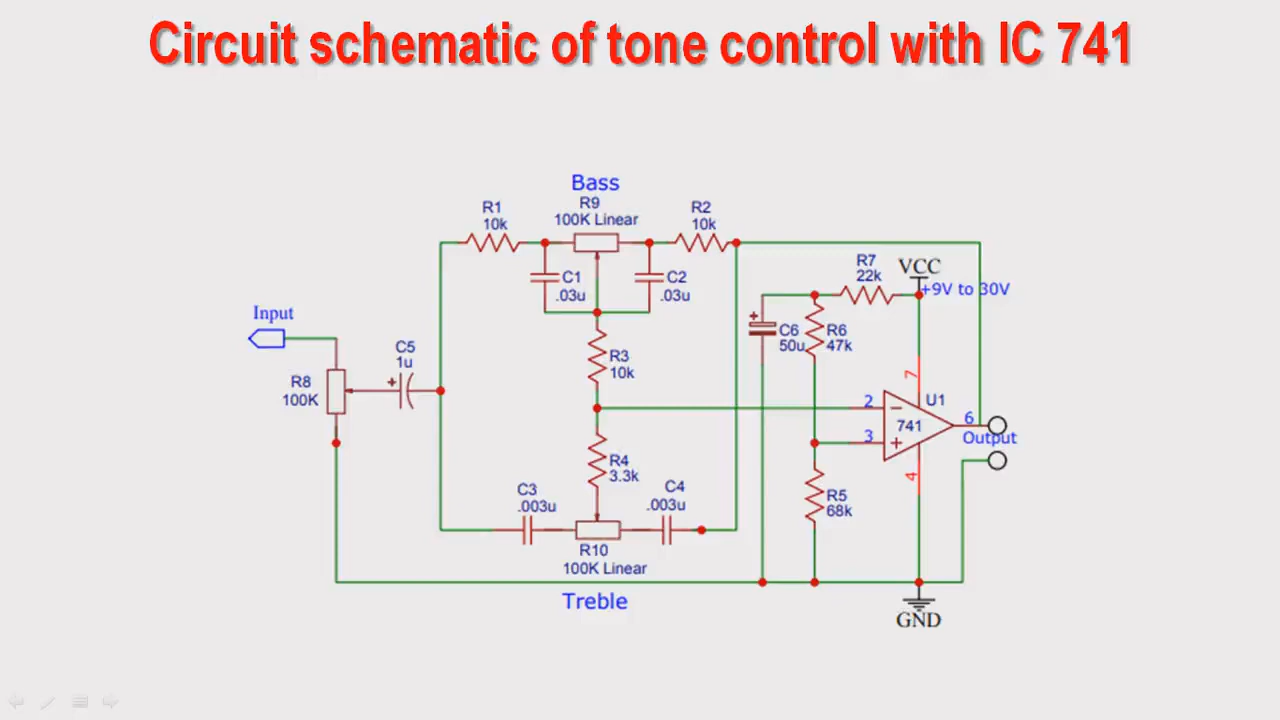 Circuit schematic of tone control with IC 741
Bass
R9
100K Linear
R1
10k
R2
10k
C1
.03u
C2
.03u
R7
22k
VCC
+9V to 30V
Input
R8
100K
C5
1u
+
R3
10k
+
C6
50u
R6
47k
7
2
U1
741
3
6
Output
4
R4
3.3k
R5
68k
C3
.003u
C4
.003u
R10
100K Linear
Treble
GND